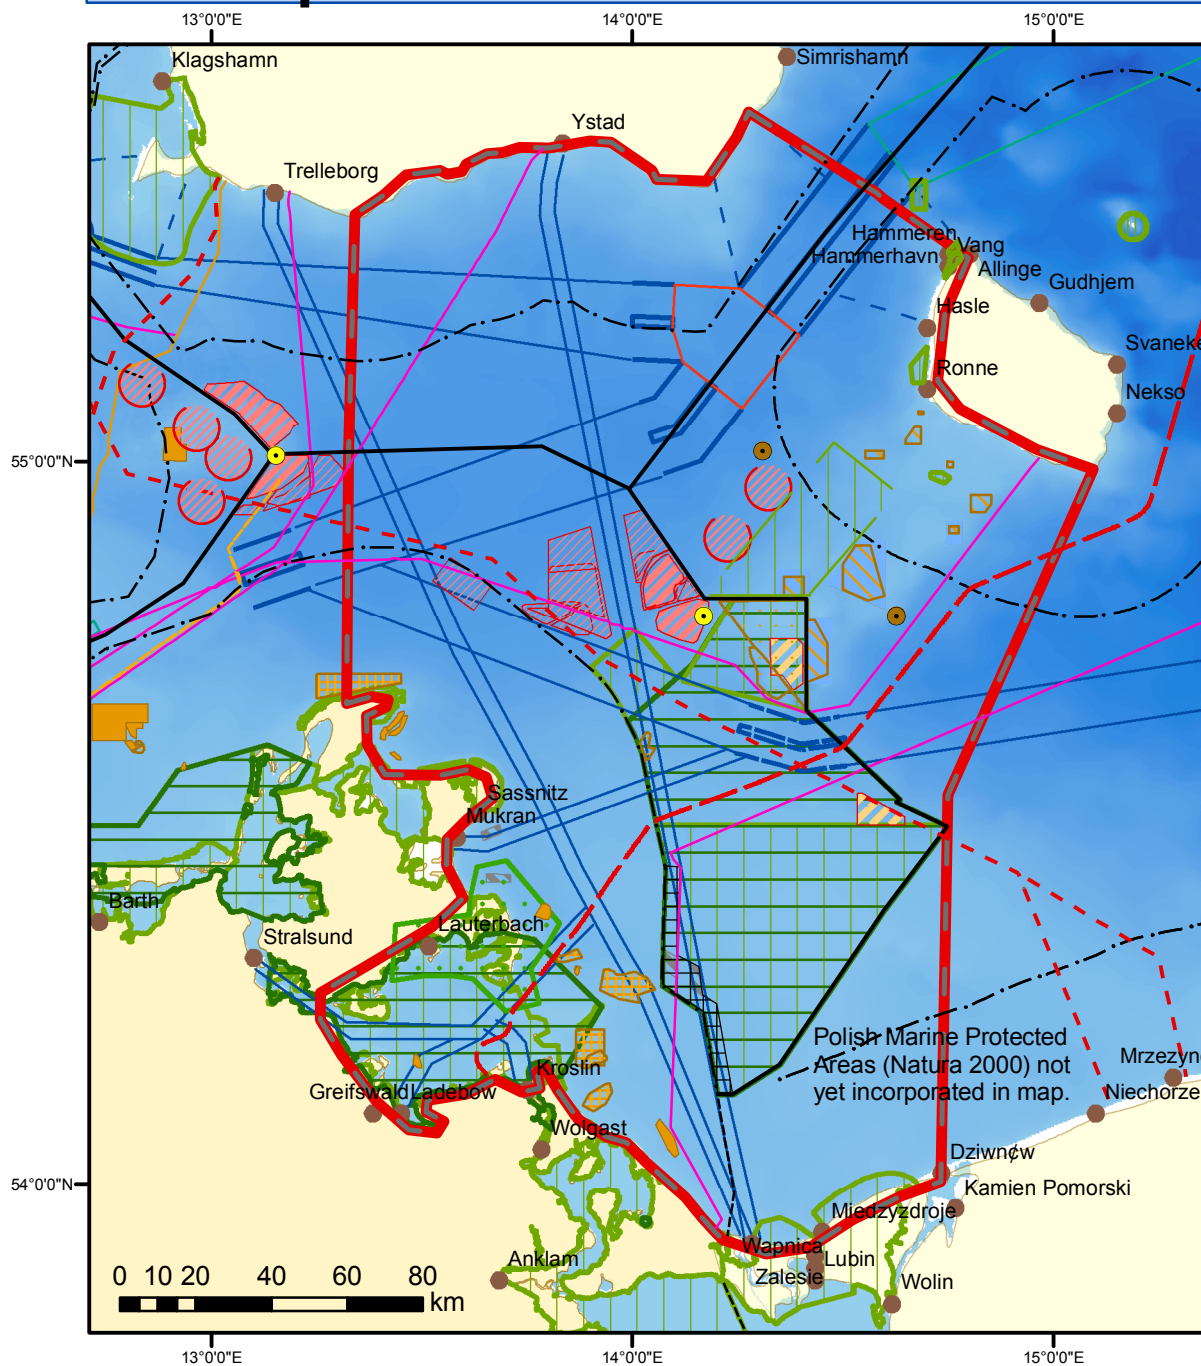 13°0'0"E
14°0'0"E
15°0'0"E
Klagshamn
Simrishamn
Ystad
Trelleborg
Hammeren
Vang
Hammerhavn
Allinge
Gudhjem
Hasle
Svaneke
Ronne
Nekso
55°0'0"N
Sassnitz
Mukran
Barth
Lauterbach
Stralsund
Polish Marine Protected
Areas (Natura 2000) not
yet incorporated in map.
Mrzezyn
Kroslin
Greifswald
Ladebow
Niechorze
Wolgast
Dziwn¢w
54°0'0"N
Kamien Pomorski
Miedzyzdroje
Wapnica
Anklam
Lubin
Zalesie
Wolin
0 10 20 40 60 80
km
13°0'0"E
14°0'0"E
15°0'0"E